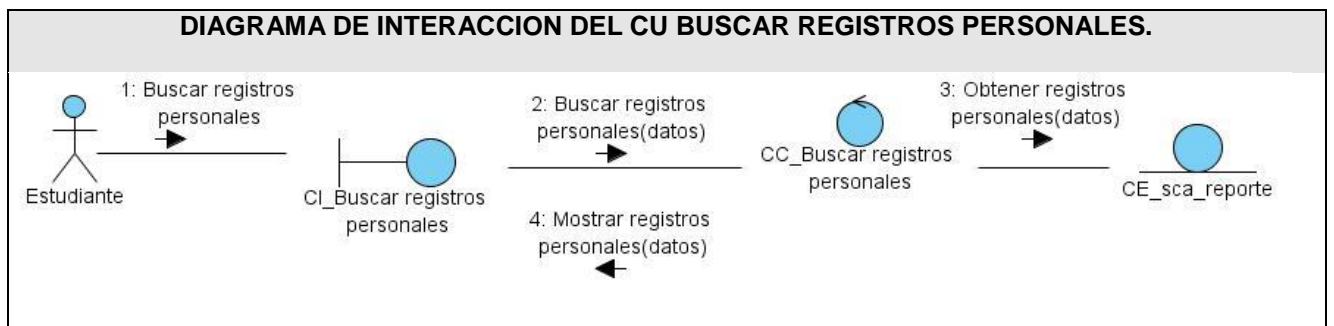 DIAGRAMA DE INTERACCION DEL CU BUSCAR REGISTROS PERSONALES.
1: Buscar registros
personales
Estudiante
CI_Buscar registros
personales
2: Buscar registros
personales(datos)
4: Mostrar registros
personales(datos)
CC_Buscar registros
personales
3: Obtener registros
personales(datos)
CE_sca_reporte